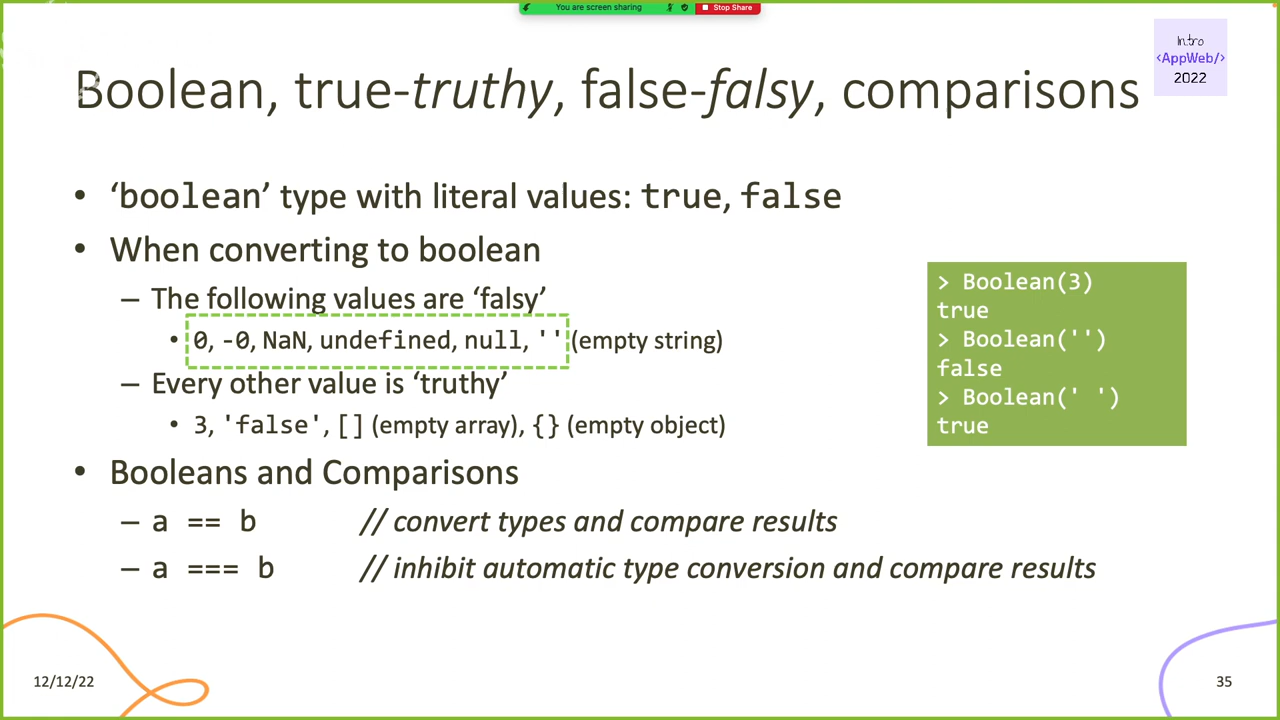 You are screen sharing
Stop Share
Intro
<AppWeb/>
2022
Boolean, true-truthy, false-falsy, comparisons
• ‘boolean’ type with literal values: true, false
• When converting to boolean
– The following values are ‘falsy’
• 0, -0, NaN, undefined, null, '' (empty string)
– Every other value is ‘truthy’
• 3, 'false', [] (empty array), {} (empty object)
> Boolean(3)
true
> Boolean('')
false
> Boolean(' ')
true
• Booleans and Comparisons
– a == b // convert types and compare results
– a === b // inhibit automatic type conversion and compare results
12/12/22
35